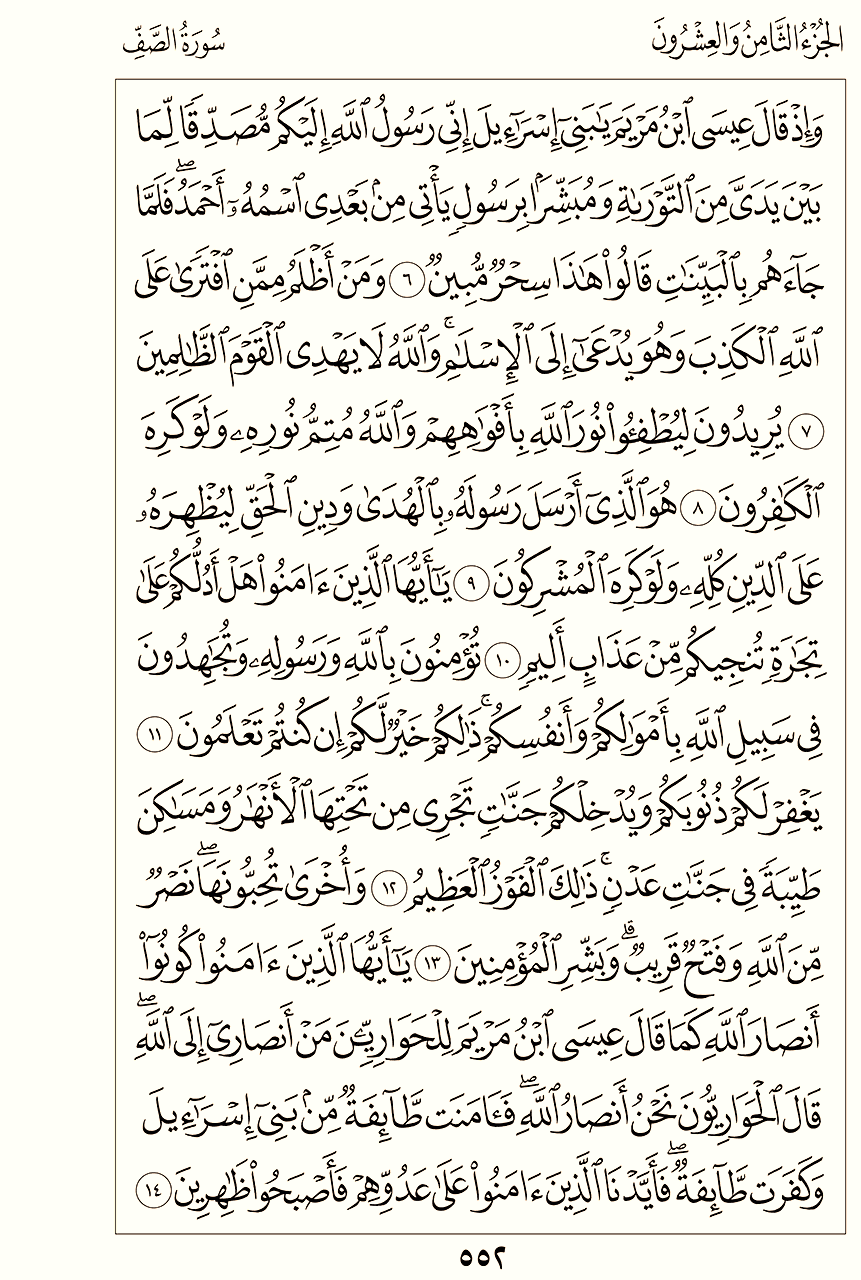 الجُزْءُ الثَّامِنُ وَالعِشْرُونَ
سُورَةُ الصَّفِّ
وَإِذۡ قَالَ عِيسَى ٱبۡنُ مَرۡيَمَ يَٰبَنِيٓ إِسۡرَٰٓءِيلَ إِنِّي رَسُولُ ٱللَّهِ إِلَيۡكُم مُّصَدِّقٗا لِّمَا
بَيۡنَ يَدَيَّ مِنَ ٱلتَّوۡرَىٰةِ وَمُبَشِّرَۢا بِرَسُولٖ يَأۡتِي مِنۢ بَعۡدِي ٱسۡمُهُۥٓ أَحۡمَدُۖ فَلَمَّا
جَآءَهُم بِٱلۡبَيِّنَٰتِ قَالُواْ هَٰذَا سِحۡرٞ مُّبِينٞ ٦ وَمَنۡ أَظۡلَمُ مِمَّنِ ٱفۡتَرَىٰ عَلَى
ٱللَّهِ ٱلۡكَذِبَ وَهُوَ يُدۡعَىٰٓ إِلَى ٱلۡإِسۡلَٰمِۚ وَٱللَّهُ لَا يَهۡدِي ٱلۡقَوۡمَ ٱلظَّٰلِمِينَ
٧ يُرِيدُونَ لِيُطۡفِـُٔواْ نُورَ ٱللَّهِ بِأَفۡوَٰهِهِمۡ وَٱللَّهُ مُتِمُّ نُورِهِۦ وَلَوۡ كَرِهَ
ٱلۡكَٰفِرُونَ ٨ هُوَ ٱلَّذِيٓ أَرۡسَلَ رَسُولَهُۥ بِٱلۡهُدَىٰ وَدِينِ ٱلۡحَقِّ لِيُظۡهِرَهُۥ
عَلَى ٱلدِّينِ كُلِّهِۦ وَلَوۡ كَرِهَ ٱلۡمُشۡرِكُونَ ٩ يَٰٓأَيُّهَا ٱلَّذِينَ ءَامَنُواْ هَلۡ أَدُلُّكُمۡ عَلَىٰ
تِجَٰرَةٖ تُنجِيكُم مِّنۡ عَذَابٍ أَلِيمٖ ١٠ تُؤۡمِنُونَ بِٱللَّهِ وَرَسُولِهِۦ وَتُجَٰهِدُونَ
فِي سَبِيلِ ٱللَّهِ بِأَمۡوَٰلِكُمۡ وَأَنفُسِكُمۡۚ ذَٰلِكُمۡ خَيۡرٞ لَّكُمۡ إِن كُنتُمۡ تَعۡلَمُونَ ١١
يَغۡفِرۡ لَكُمۡ ذُنُوبَكُمۡ وَيُدۡخِلۡكُمۡ جَنَّٰتٖ تَجۡرِي مِن تَحۡتِهَا ٱلۡأَنۡهَٰرُ وَمَسَٰكِنَ
طَيِّبَةٗ فِي جَنَّٰتِ عَدۡنٖۚ ذَٰلِكَ ٱلۡفَوۡزُ ٱلۡعَظِيمُ ١٢ وَأُخۡرَىٰ تُحِبُّونَهَاۖ نَصۡرٞ
مِّنَ ٱللَّهِ وَفَتۡحٞ قَرِيبٞۗ وَبَشِّرِ ٱلۡمُؤۡمِنِينَ ١٣ يَٰٓأَيُّهَا ٱلَّذِينَ ءَامَنُواْ كُونُوٓاْ
أَنصَارَ ٱللَّهِ كَمَا قَالَ عِيسَى ٱبۡنُ مَرۡيَمَ لِلۡحَوَارِيِّـۧنَ مَنۡ أَنصَارِيٓ إِلَى ٱللَّهِۖ
قَالَ ٱلۡحَوَارِيُّونَ نَحۡنُ أَنصَارُ ٱللَّهِۖ فَـَٔامَنَت طَّآئِفَةٞ مِّنۢ بَنِيٓ إِسۡرَٰٓءِيلَ
وَكَفَرَت طَّآئِفَةٞۖ فَأَيَّدۡنَا ٱلَّذِينَ ءَامَنُواْ عَلَىٰ عَدُوِّهِمۡ فَأَصۡبَحُواْ ظَٰهِرِينَ ١٤
٥٥٢